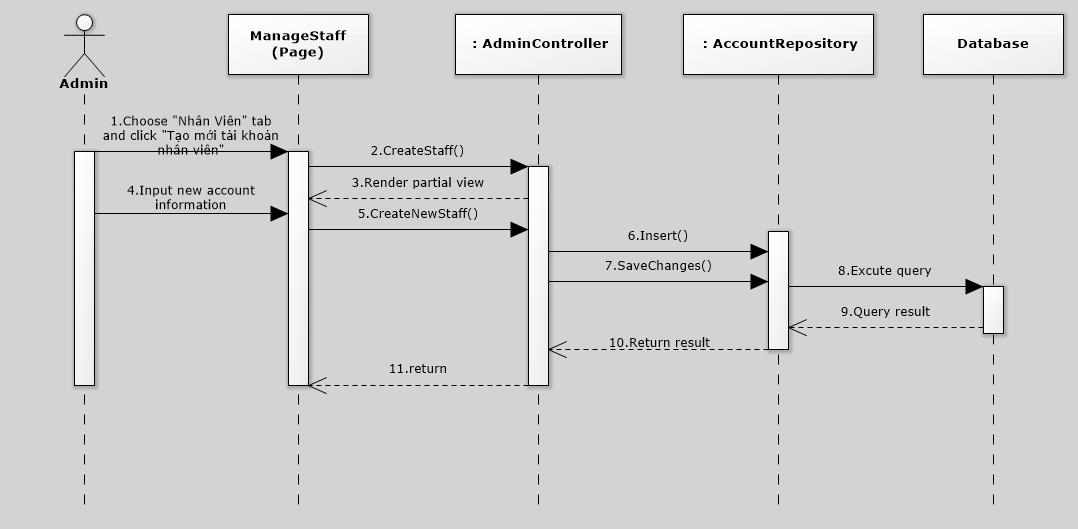 ManageStaff
(Page)
: AdminController
: AccountRepository
Database
Admin
1.Choose "Nhân Viên" tab
and click "Tạo mới tài khoản
nhân viên"
2.CreateStaff()
3.Render partial view
4.Input new account
information
5.CreateNewStaff()
6.Insert()
7.SaveChanges()
8.Excute query
9.Query result
10.Return result
11.return